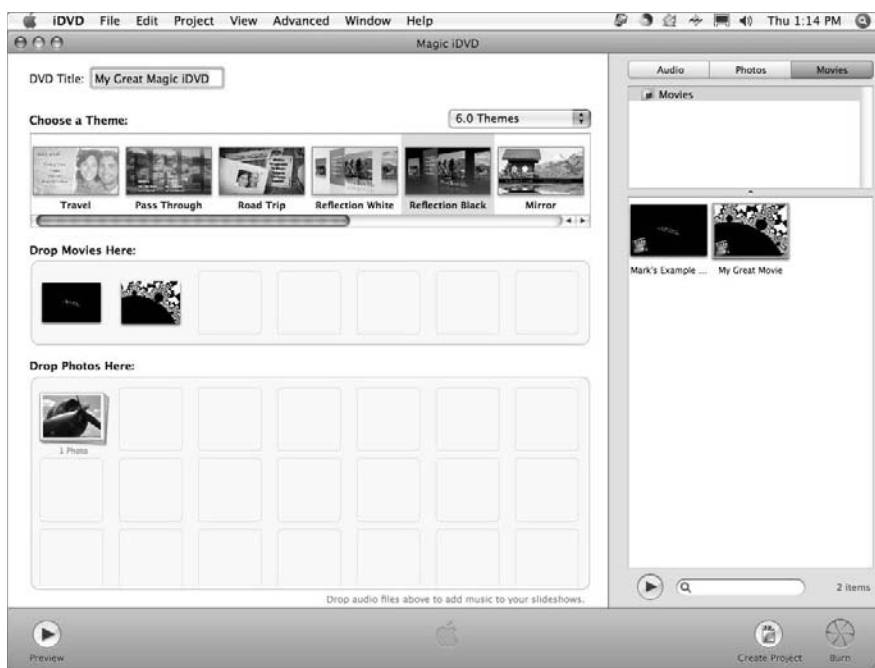 iDVD File Edit Project View Advanced Window Help Thu 1:14 PM
Magic iDVD
DVD Title: My Great Magic iDVD
Audio Photos Movies
Movies
Choose a Theme: 6.0 Themes
Travel Pass Through Road Trip Reflection White Reflection Black Mirror
Drop Movies Here:
Mark's Example ... My Great Movie
Drop Photos Here:
1 Photo
Drop audio files above to add music to your slideshows.
2 items
Preview Create Project Burn